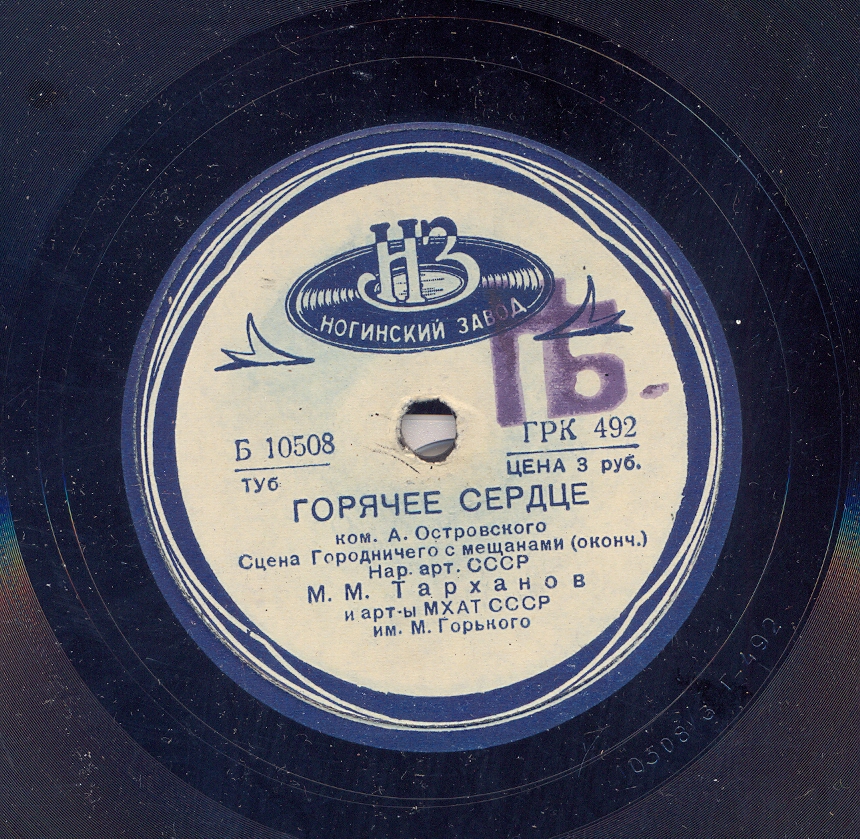 НЗ
НОГИНСКИЙ ЗАВОД
Б 10508
ТУб
ГРК 492
ЦЕНА 3 руб.
ГОРЯЧЕЕ СЕРДЦЕ
ком. А. Островского
Сцена Городничего с мещанами (оконч.)
Нар. арт. СССР
М. М. Тарханов
и арт-ы МХАТ СССР
им. М. Горького